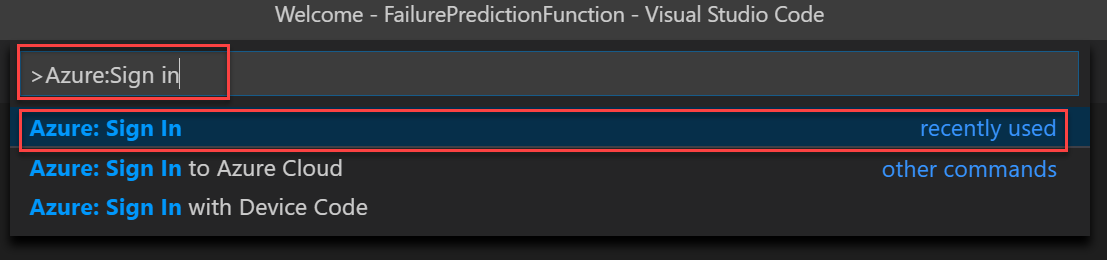 Welcome - FailurePredictionFunction - Visual Studio Code
>Azure:Sign in
Azure: Sign In recently used
Azure: Sign In to Azure Cloud other commands
Azure: Sign In with Device Code